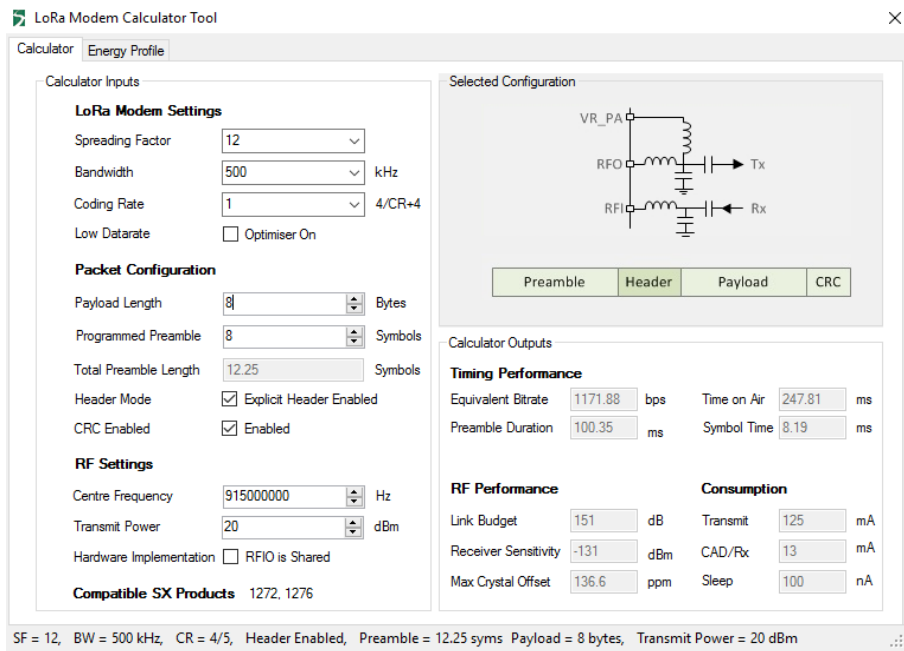 LoRa Modem Calculator Tool
Calculator Energy Profile
Calculator Inputs
LoRa Modem Settings
Spreading Factor 12
Bandwidth 500 kHz
Coding Rate 1 4/CR+4
Low Datarate Optimiser On
Packet Configuration
Payload Length 8 Bytes
Programmed Preamble 8 Symbols
Total Preamble Length 12.25 Symbols
Header Mode Explicit Header Enabled
CRC Enabled Enabled
RF Settings
Centre Frequency 915000000 Hz
Transmit Power 20 dBm
Hardware Implementation RFIO is Shared
Compatible SX Products 1272, 1276
Selected Configuration
VR_PA
RFO Tx
RFI Rx
Preamble Header Payload CRC
Calculator Outputs
Timing Performance
Equivalent Bitrate 1171.88 bps Time on Air 247.81 ms
Preamble Duration 100.35 ms Symbol Time 8.19 ms
RF Performance Consumption
Link Budget 151 dB Transmit 125 mA
Receiver Sensitivity -131 dBm CAD/Rx 13 mA
Max Crystal Offset 136.6 ppm Sleep 100 nA
SF = 12, BW = 500 kHz, CR = 4/5, Header Enabled, Preamble = 12.25 syms Payload = 8 bytes, Transmit Power = 20 dBm